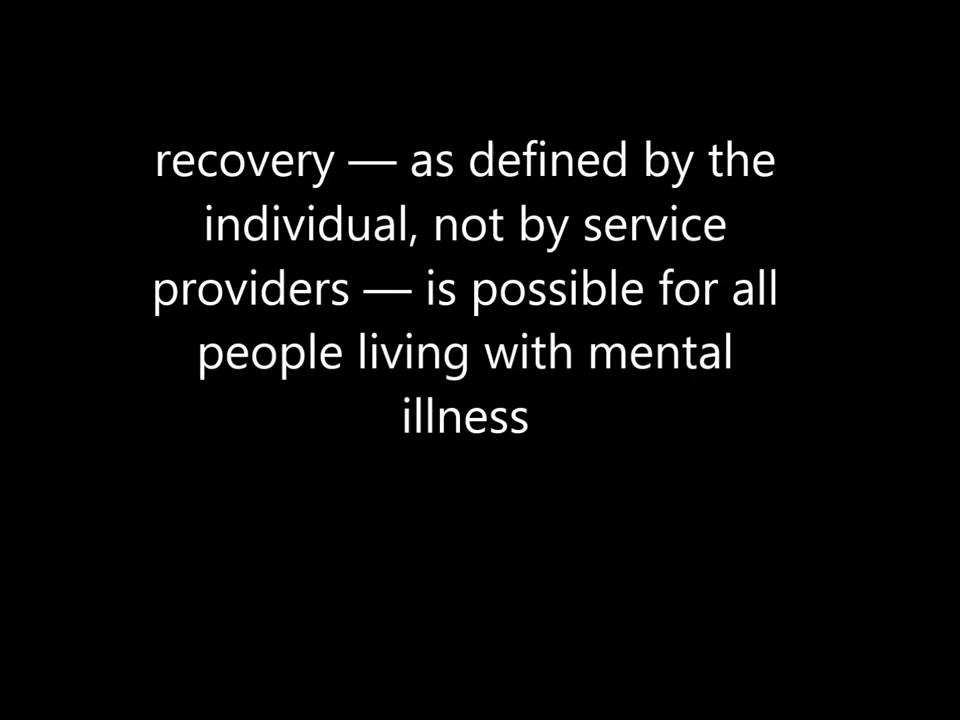 recovery — as defined by the
individual, not by service
providers — is possible for all
people living with mental
illness